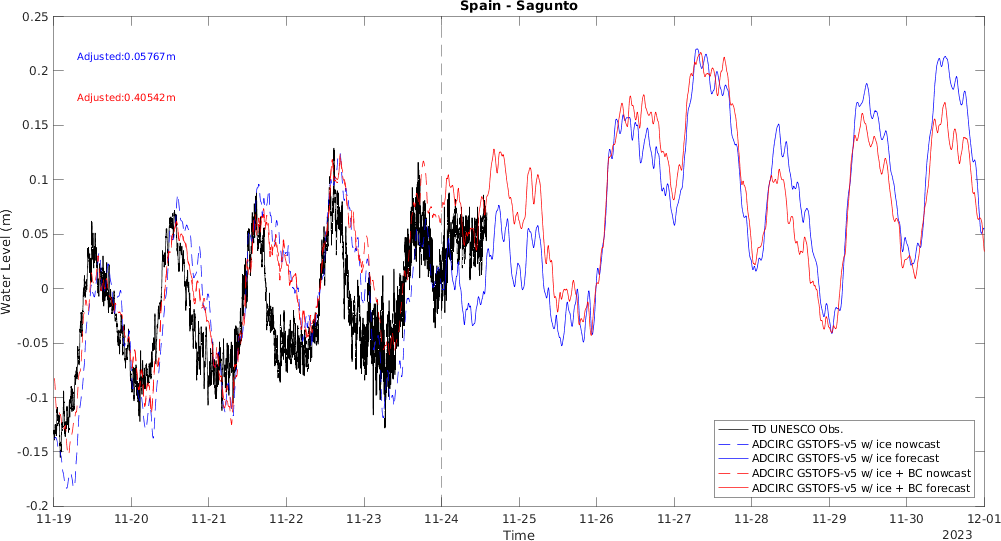 Spain - Sagunto
Adjusted:0.05767m
Adjusted:0.40542m
Water Level (m)
0.25
0.2
0.15
0.1
0.05
0
-0.05
-0.1
-0.15
-0.2
TD UNESCO Obs.
ADCIRC GSTOFS-v5 w/ ice nowcast
ADCIRC GSTOFS-v5 w/ ice forecast
ADCIRC GSTOFS-v5 w/ ice + BC nowcast
ADCIRC GSTOFS-v5 w/ ice + BC forecast
11-19 11-20 11-21 11-22 11-23 11-24 11-25 11-26 11-27 11-28 11-29 11-30 12-01
Time
2023